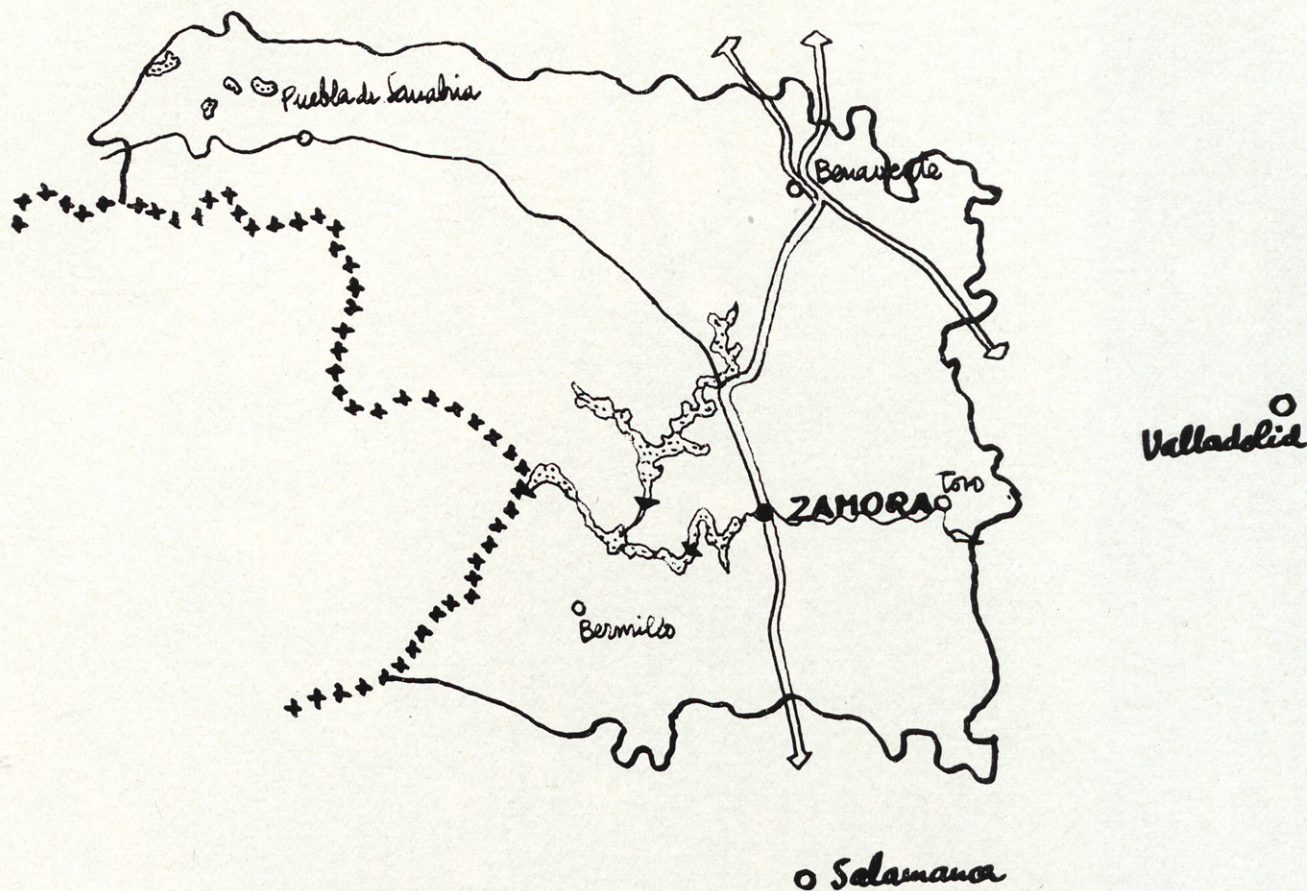 Puebla de Sanabria
Benavente
Valladolid
ZAMORA
Toro
Bermillo
Salamanca